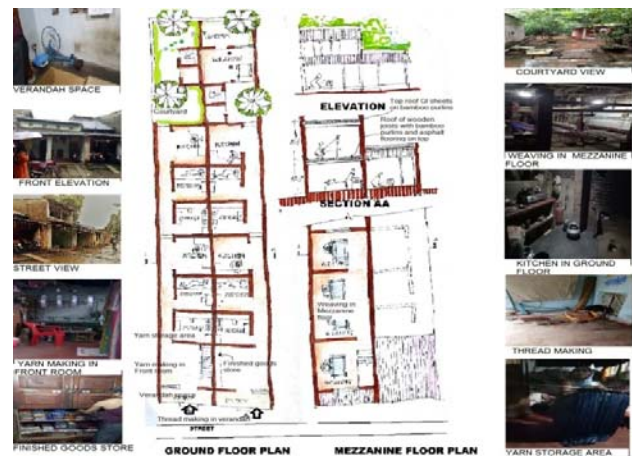 VERANDAH SPACE
FRONT ELEVATION
STREET VIEW
YARN MAKING IN
FRONT ROOM
FINISHED GOODS STORE
Courtyard
KITCHEN
KITCHEN
KITCHEN
KITCHEN
Yarn storage area
Yarn making in
Front room
Finished goods
store
Verandah space
Thread making in verandah
STREET
GROUND FLOOR PLAN
ELEVATION
Top roof GI sheets
on bamboo purlins
Roof of wooden
joists with bamboo
purlins and asphalt
flooring on top
SECTION AA
Weaving in
Mezzanine
floor
MEZZANINE FLOOR PLAN
COURTYARD VIEW
WEAVING IN MEZZANINE
FLOOR
KITCHEN IN GROUND
FLOOR
THREAD MAKING
YARN STORAGE AREA